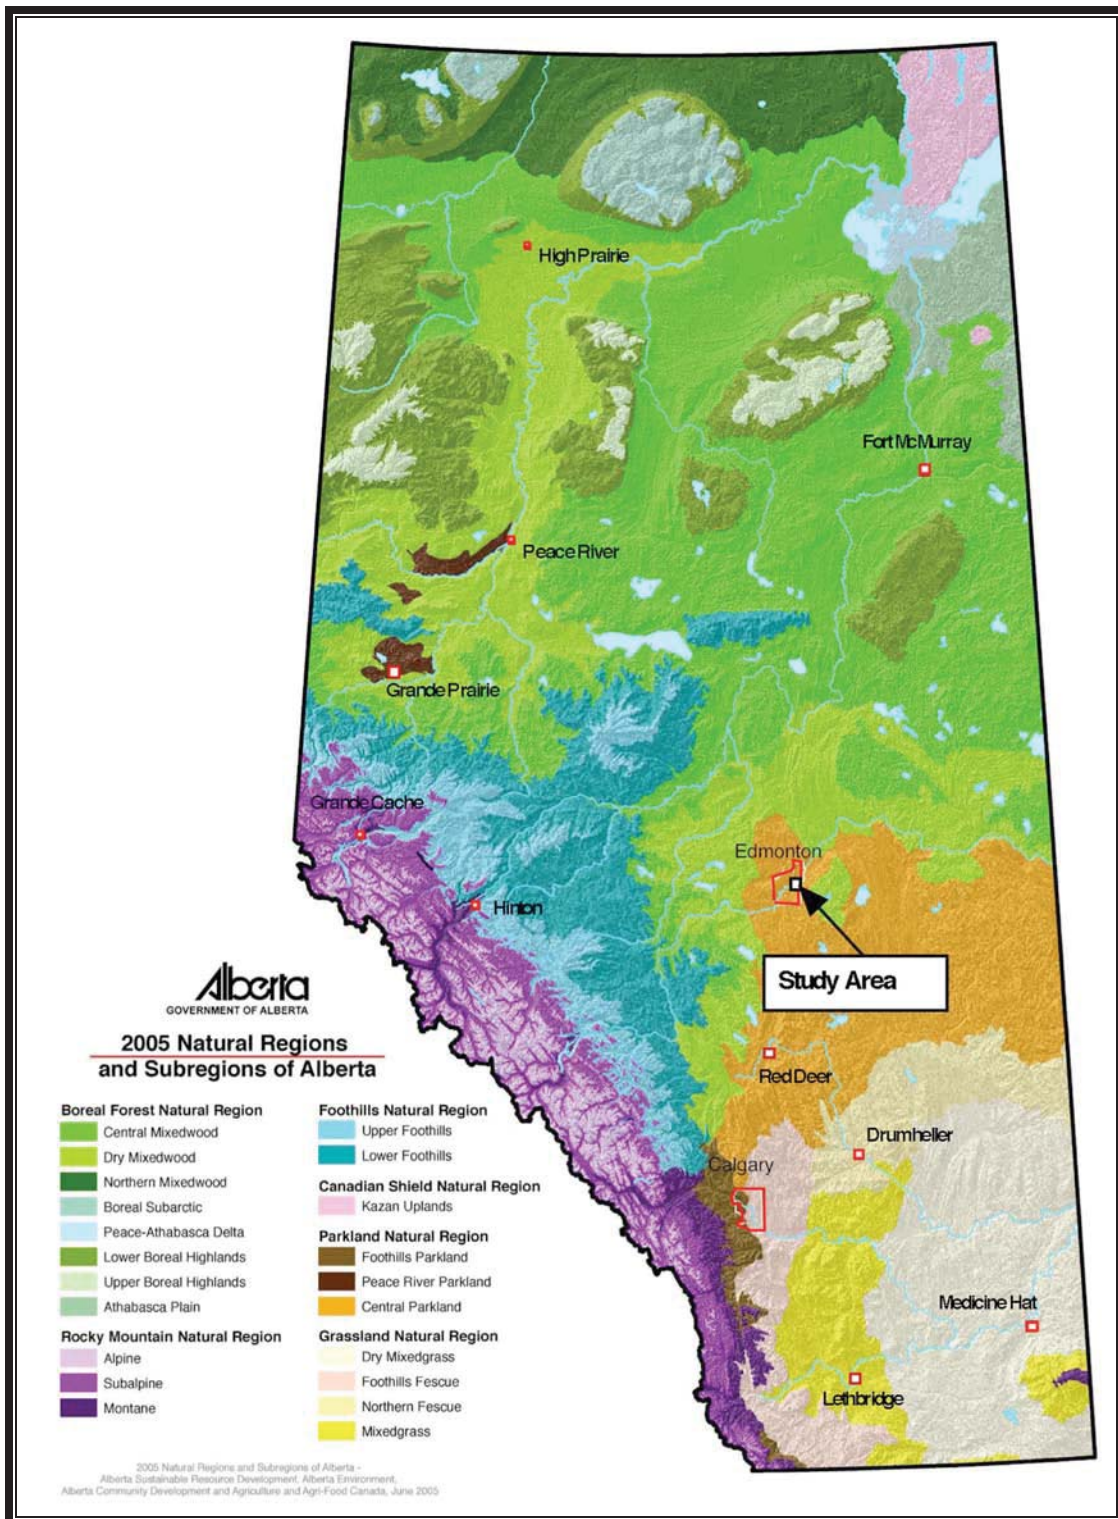 High Prairie
Fort McMurray
Peace River
Grande Prairie
Grande Cache
Edmonton
Hinton
Study Area
Red Deer
Drumheller
Calgary
Medicine Hat
Lethbridge
Alberta
GOVERNMENT OF ALBERTA
2005 Natural Regions
and Subregions of Alberta
Boreal Forest Natural Region
Central Mixedwood
Dry Mixedwood
Northern Mixedwood
Boreal Subarctic
Peace-Athabasca Delta
Lower Boreal Highlands
Upper Boreal Highlands
Athabasca Plain
Rocky Mountain Natural Region
Alpine
Subalpine
Montane
Foothills Natural Region
Upper Foothills
Lower Foothills
Canadian Shield Natural Region
Kazan Uplands
Parkland Natural Region
Foothills Parkland
Peace River Parkland
Central Parkland
Grassland Natural Region
Dry Mixedgrass
Foothills Fescue
Northern Fescue
Mixedgrass
2005 Natural Regions and Subregions of Alberta -
Alberta Sustainable Resource Development, Alberta Environment,
Alberta Community Development and Agriculture and Agri-Food Canada, June 2005